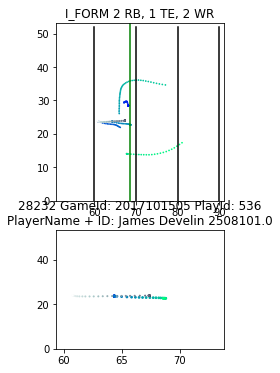 I_FORM 2 RB, 1 TE, 2 WR
50
40
30
20
10
0
60 70 80 90
28232 GameId: 2017101505 PlayId: 536
PlayerName + ID: James Develin 2508101.0
40
20
0
60 65 70